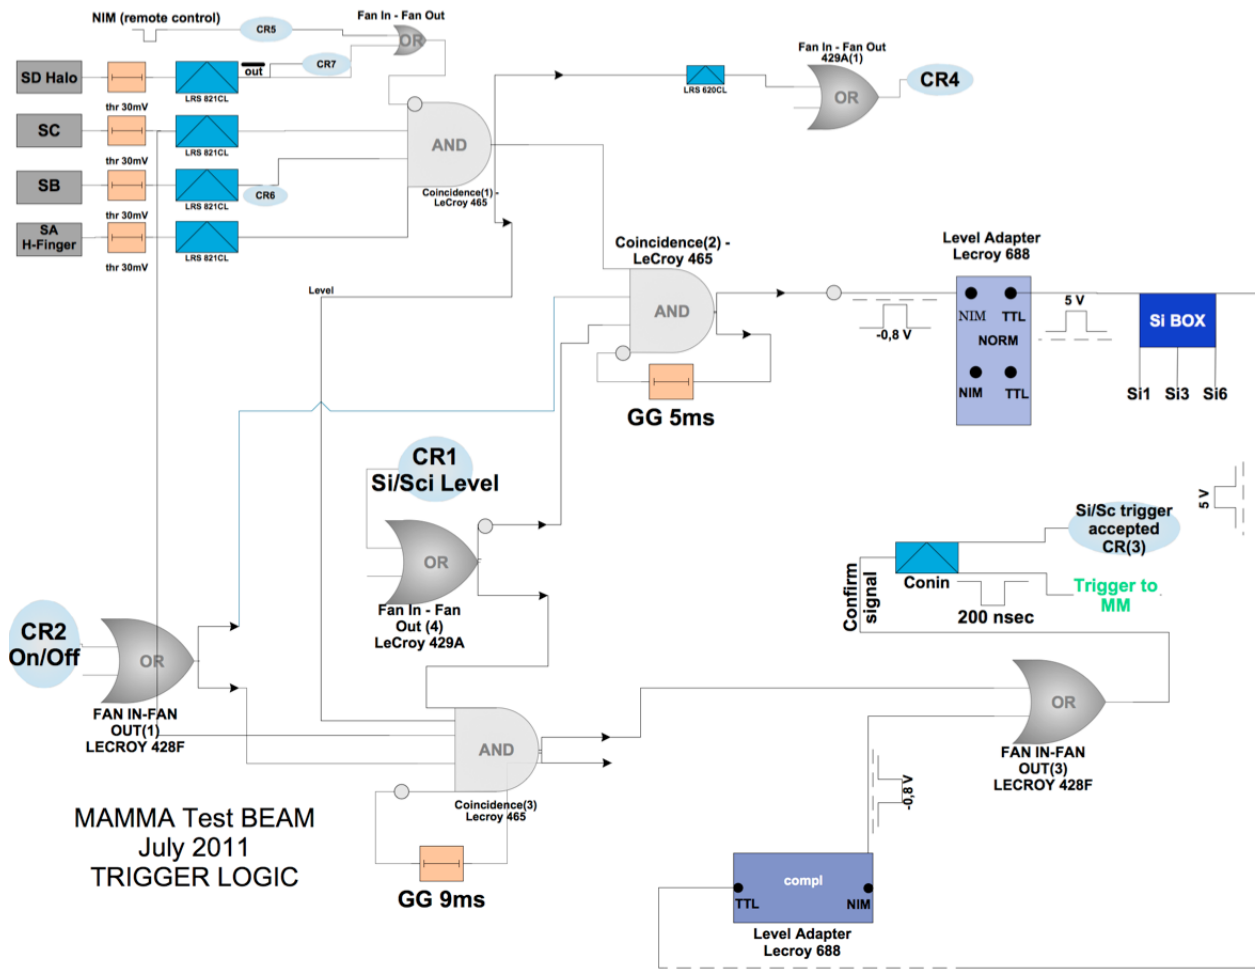 NIM (remote control)
CR5
Fan In - Fan Out
OR
SD Halo
thr 30mV
LRS 821CL
out
CR7
SC
thr 30mV
LRS 821CL
SB
thr 30mV
LRS 821CL
CR6
SA
H-Finger
thr 30mV
LRS 821CL
AND
Coincidence(1) -
LeCroy 465
LRS 620CL
Fan In - Fan Out
429A(1)
OR
CR4
Level
Coincidence(2) -
LeCroy 465
AND
GG 5ms
-0,8 V
Level Adapter
Lecroy 688
NIM
TTL
NORM
NIM
TTL
5 V
Si BOX
Si1
Si3
Si6
CR1
Si/Sci Level
OR
Fan In - Fan
Out (4)
LeCroy 429A
5 V
Si/Sc trigger
accepted
CR(3)
Conin
Confirm
signal
200 nsec
Trigger to
MM
CR2
On/Off
OR
FAN IN-FAN
OUT(1)
LECROY 428F
AND
Coincidence(3)
Lecroy 465
GG 9ms
OR
FAN IN-FAN
OUT(3)
LECROY 428F
-0,8 V
MAMMA Test BEAM
July 2011
TRIGGER LOGIC
compl
TTL
NIM
Level Adapter
Lecroy 688